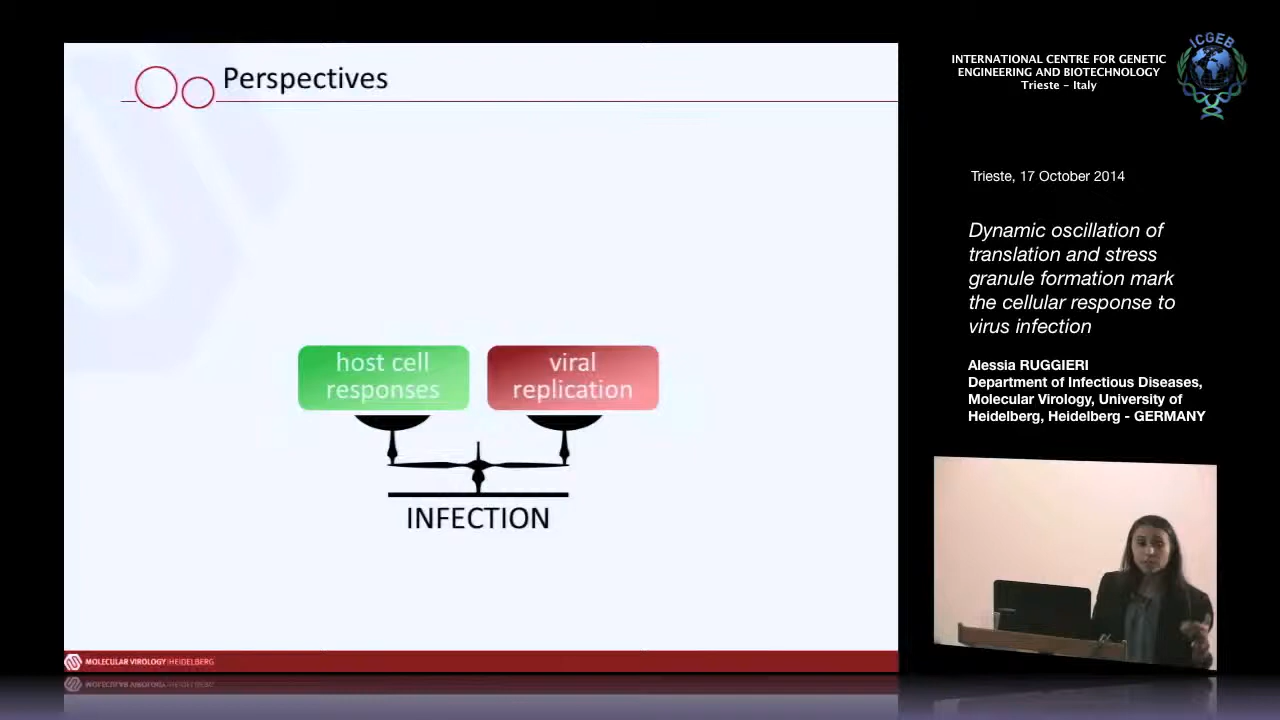 Perspectives
host cell
responses
viral
replication
INFECTION
MOLECULAR VIROLOGY HEIDELBERG
ICGEB
INTERNATIONAL CENTRE FOR GENETIC
ENGINEERING AND BIOTECHNOLOGY
Trieste - Italy
Trieste, 17 October 2014
Dynamic oscillation of
translation and stress
granule formation mark
the cellular response to
virus infection
Alessia RUGGIERI
Department of Infectious Diseases,
Molecular Virology, University of
Heidelberg, Heidelberg - GERMANY